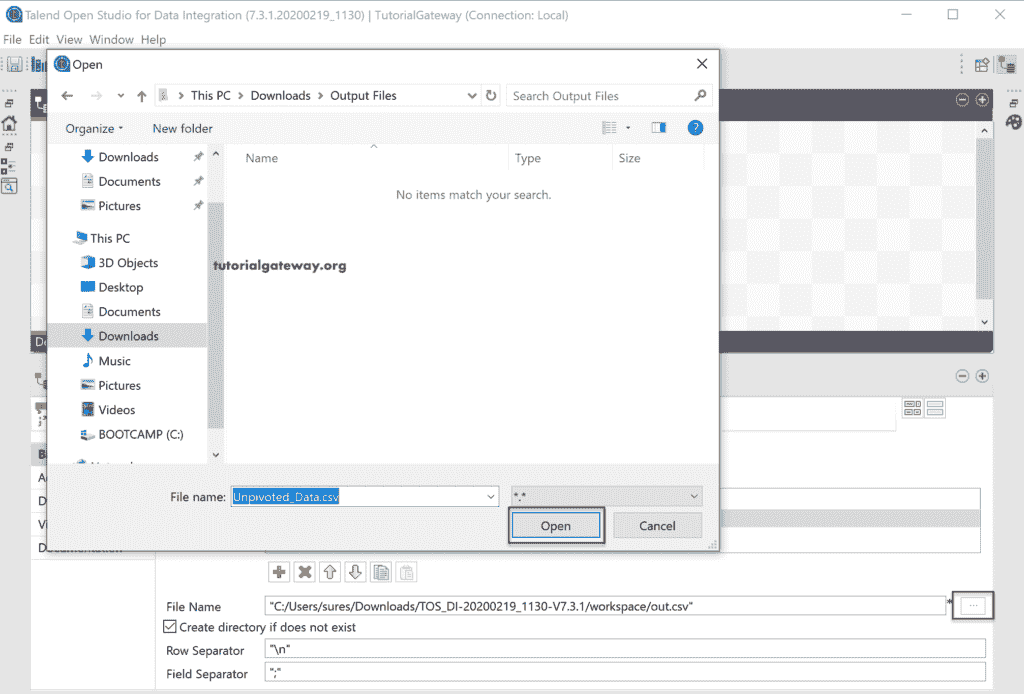 Talend Open Studio for Data Integration (7.3.1.20200219_1130) | TutorialGateway (Connection: Local)
File Edit View Window Help
Open
This PC > Downloads > Output Files
Search Output Files
Organize
New folder
Name
Type
Size
No items match your search.
Downloads
Documents
Pictures
This PC
3D Objects
Desktop
Documents
Downloads
Music
Pictures
Videos
BOOTCAMP (C:)
tutorialgateway.org
File name:
Unpivoted_Data.csv
*.*
Open
Cancel
File Name
"C:/Users/sures/Downloads/TOS_DI-20200219_1130-V7.3.1/workspace/out.csv"
* ...
Create directory if does not exist
Row Separator
"\n"
Field Separator
";"